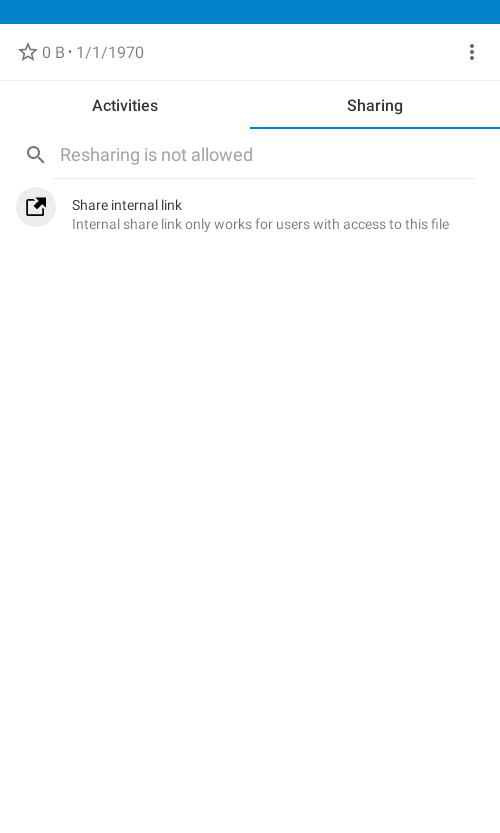 0 B • 1/1/1970
Activities
Sharing
Resharing is not allowed
Share internal link
Internal share link only works for users with access to this file